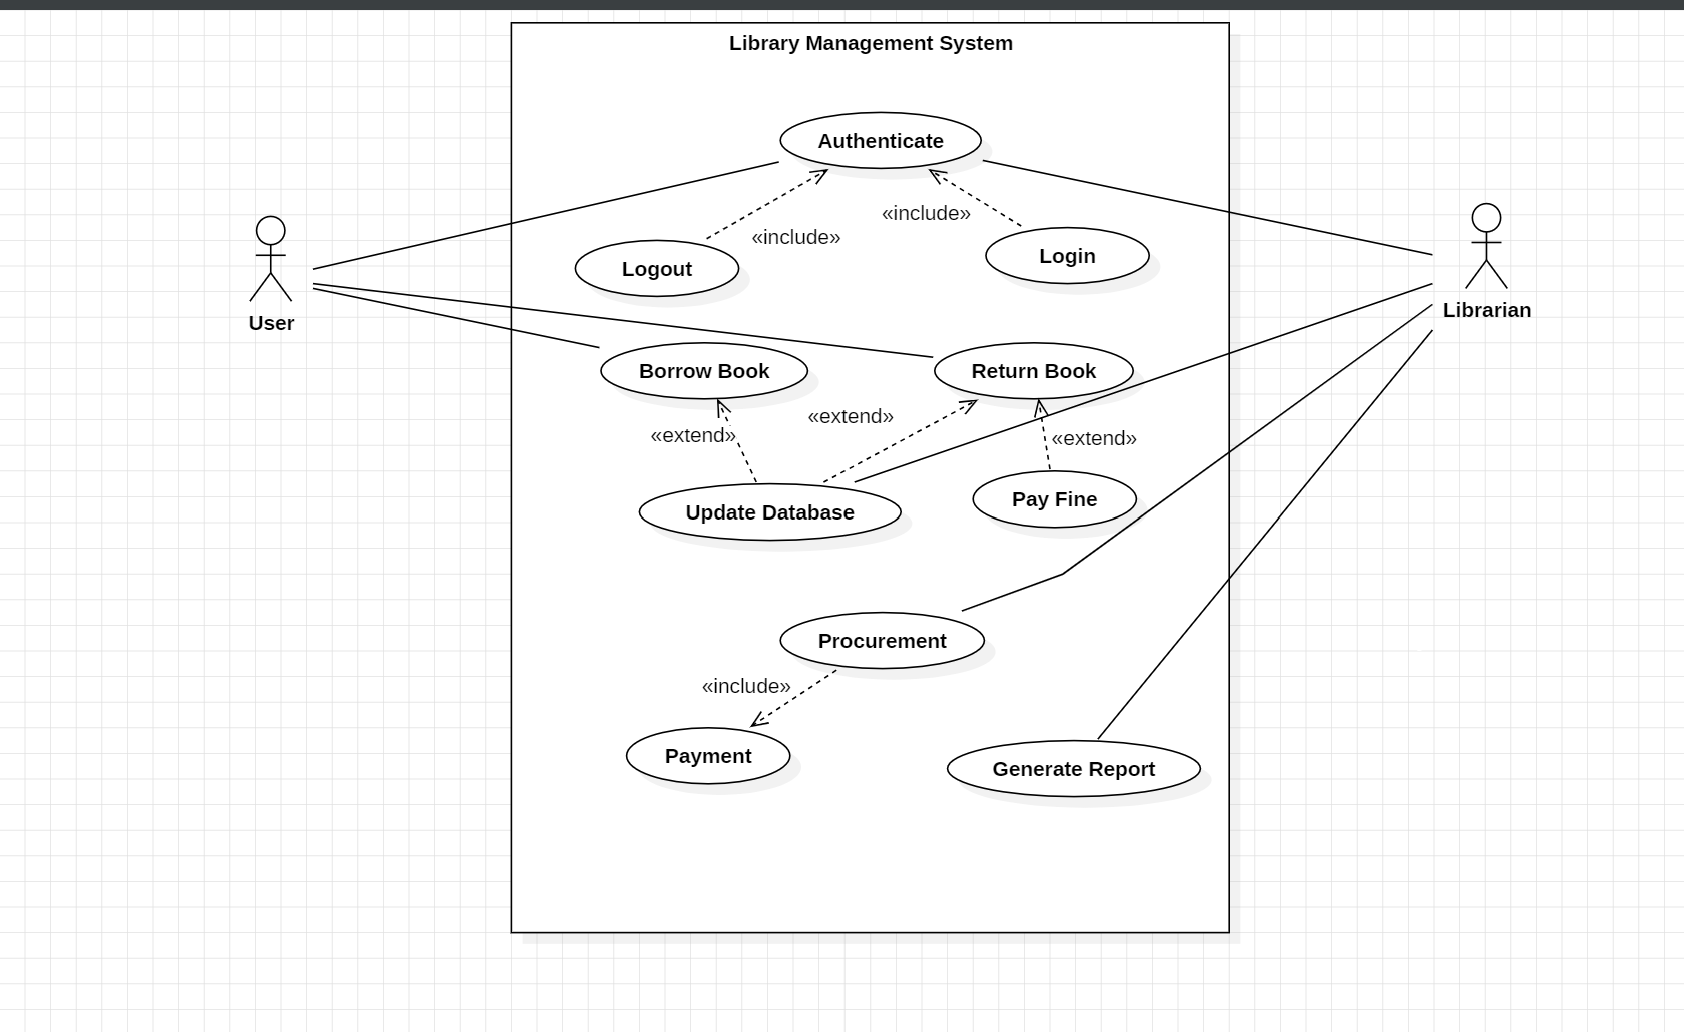 Library Management System
Authenticate
«include»
«include»
Logout
Login
User
Librarian
Borrow Book
Return Book
«extend»
«extend»
«extend»
Update Database
Pay Fine
Procurement
«include»
Payment
Generate Report